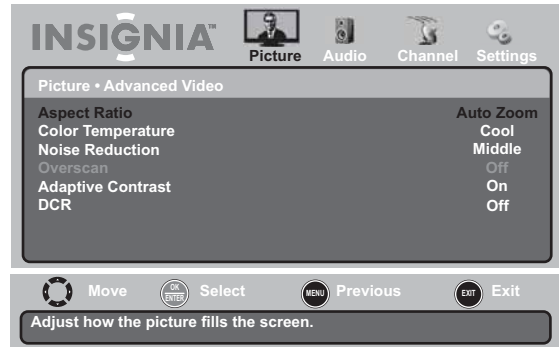 INSIGNIA™
Picture Audio Channel Settings
Picture • Advanced Video
Aspect Ratio Auto Zoom
Color Temperature Cool
Noise Reduction Middle
Overscan Off
Adaptive Contrast On
DCR Off
Move OK ENTER Select MENU Previous EXIT Exit
Adjust how the picture fills the screen.